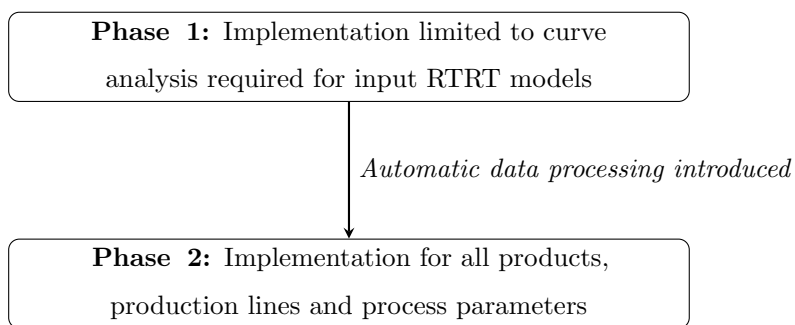 Phase 1: Implementation limited to curve
analysis required for input RTRT models
Automatic data processing introduced
Phase 2: Implementation for all products,
production lines and process parameters